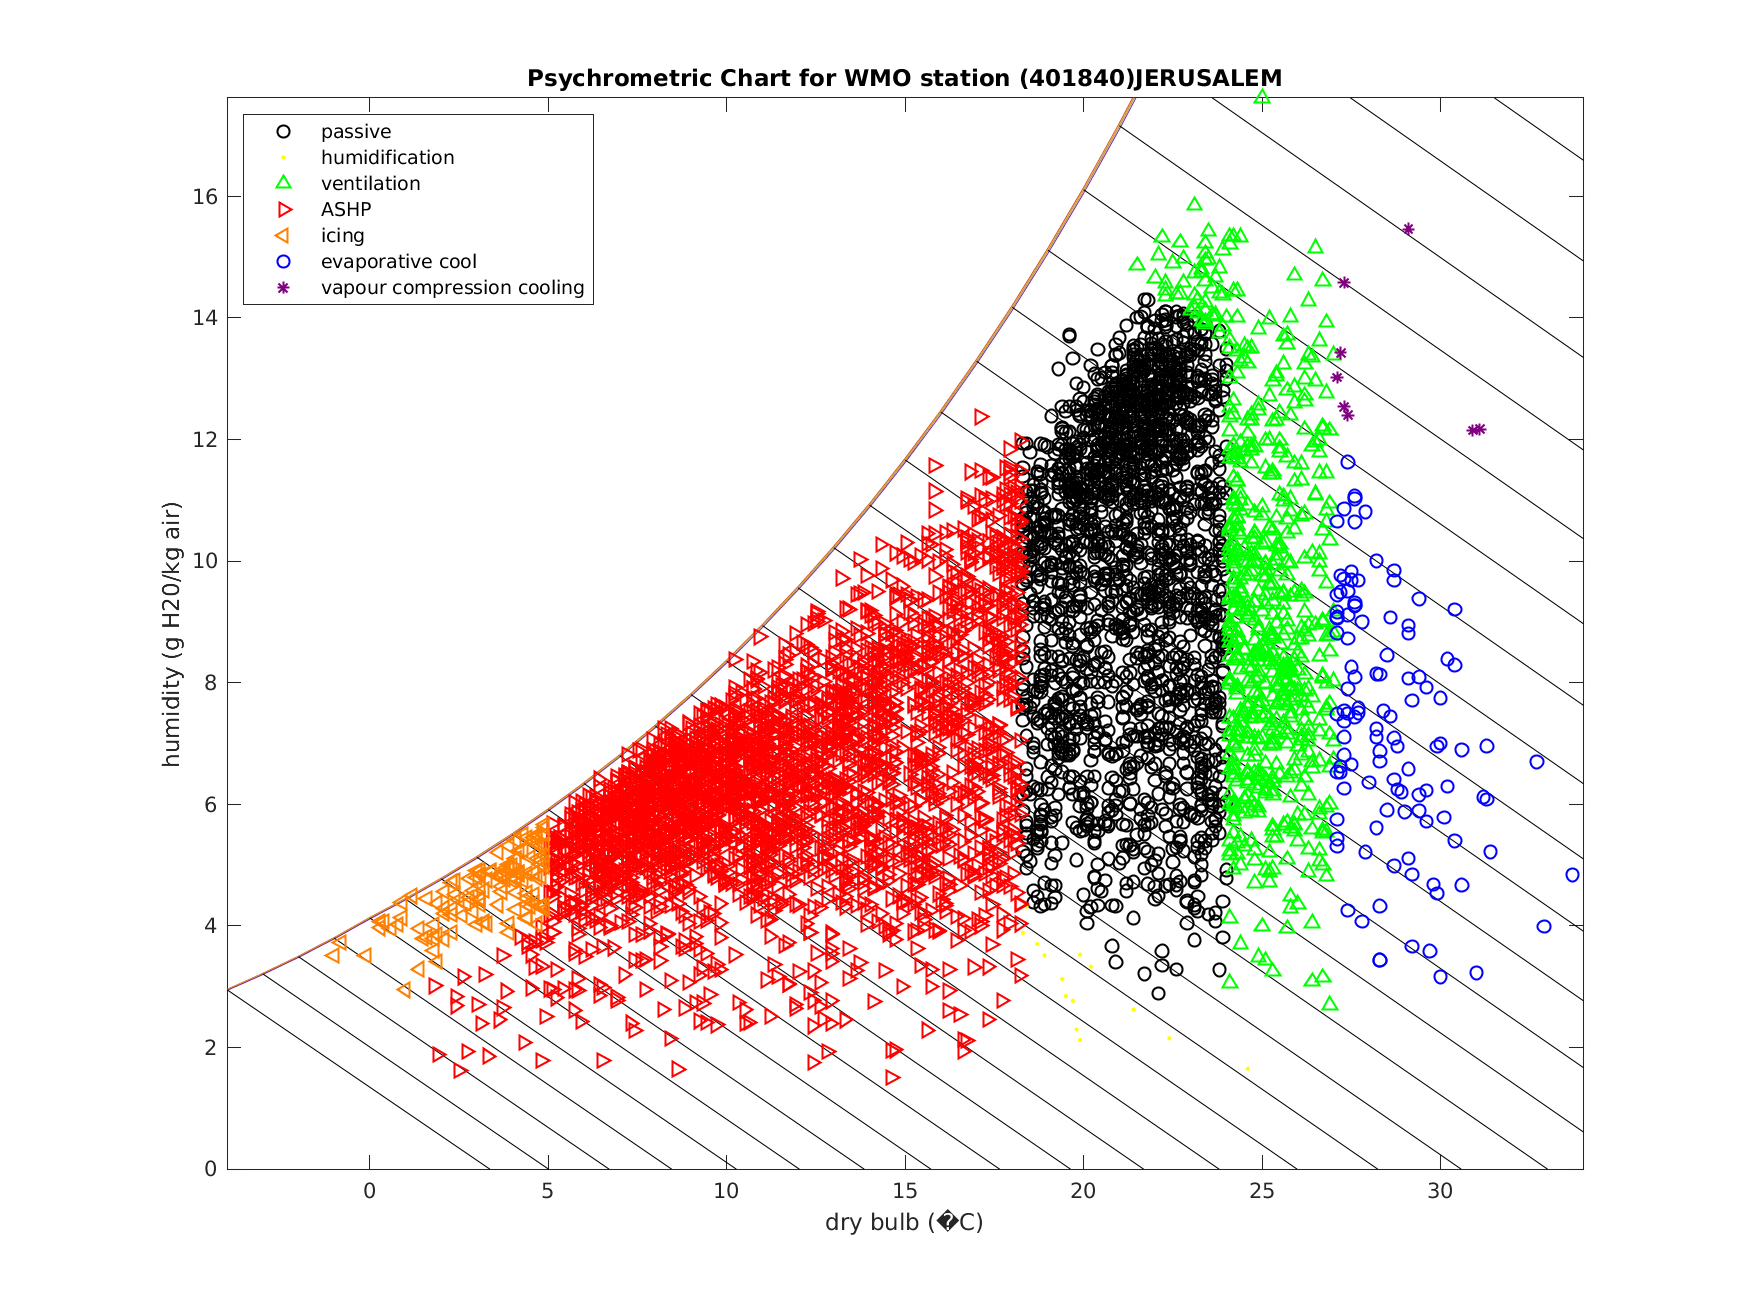 Psychrometric Chart for WMO station (401840)JERUSALEM
passive
humidification
ventilation
ASHP
icing
evaporative cool
vapour compression cooling
humidity (g H20/kg air)
16
14
12
10
8
6
4
2
0
0 5 10 15 20 25 30
dry bulb (�C)